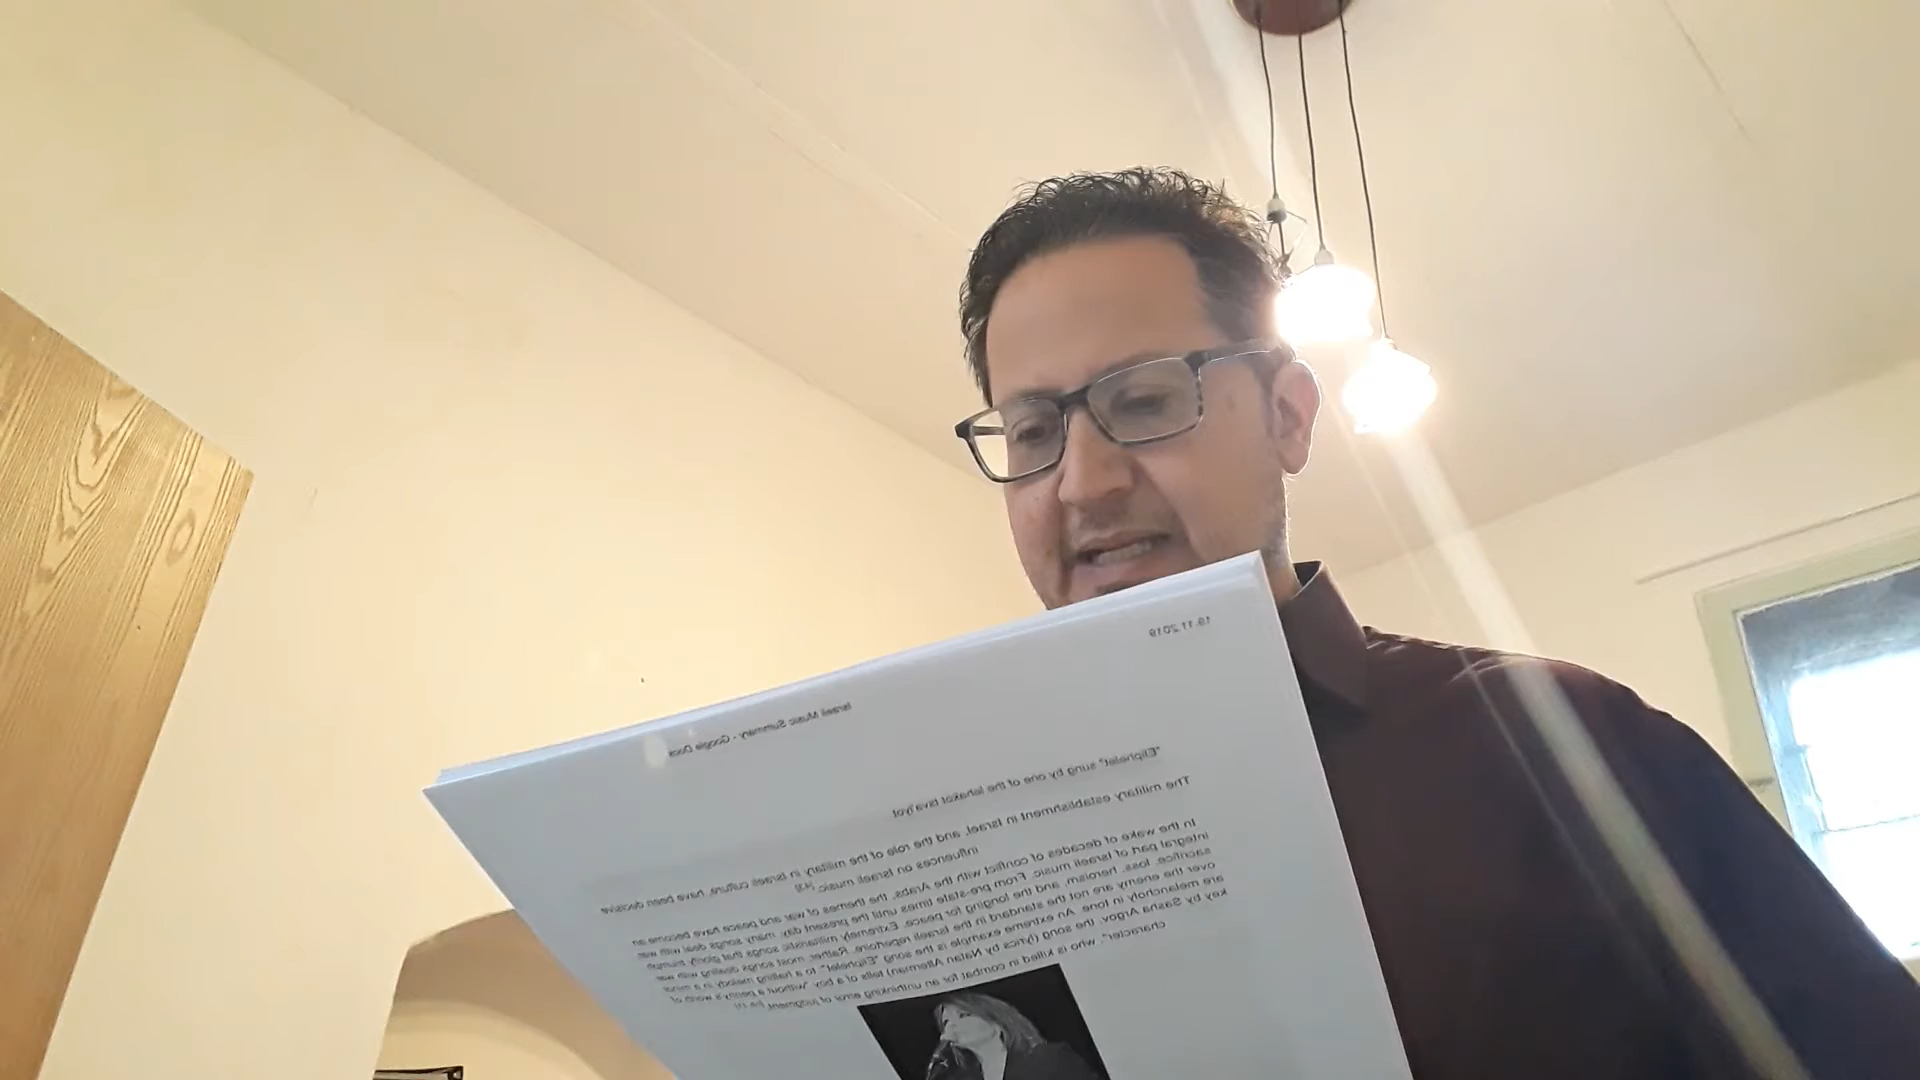 19.11.2019
Israeli Music Summary - Google Docs
"Eliphelet" sung by one of the lehakot tsva'iyot
The military establishment in Israel, and the role of the military in Israeli culture, have been decisive
influences on Israeli music.[43]
In the wake of decades of conflict with the Arabs, the themes of war and peace have become an
integral part of Israeli music. From pre-state times until the present day, many songs deal with war
sacrifice, loss, heroism, and the longing for peace. Extremely militaristic songs that glorify triumph
over the enemy are not the standard in the Israeli repertoire. Rather, most songs dealing with war
are melancholy in tone. An extreme example is the song "Eliphelet" to a halting melody in a minor
key by Sasha Argov, the song (lyrics by Natan Alterman) tells of a boy "without a penny's worth of
character", who is killed in combat for an unthinking error of judgment.